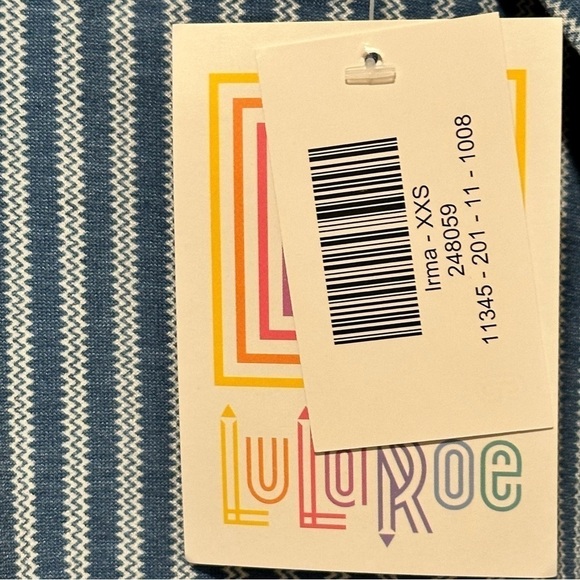 Irma - XXS
248059
11345 - 201 - 11 - 1008
LuLaRoe